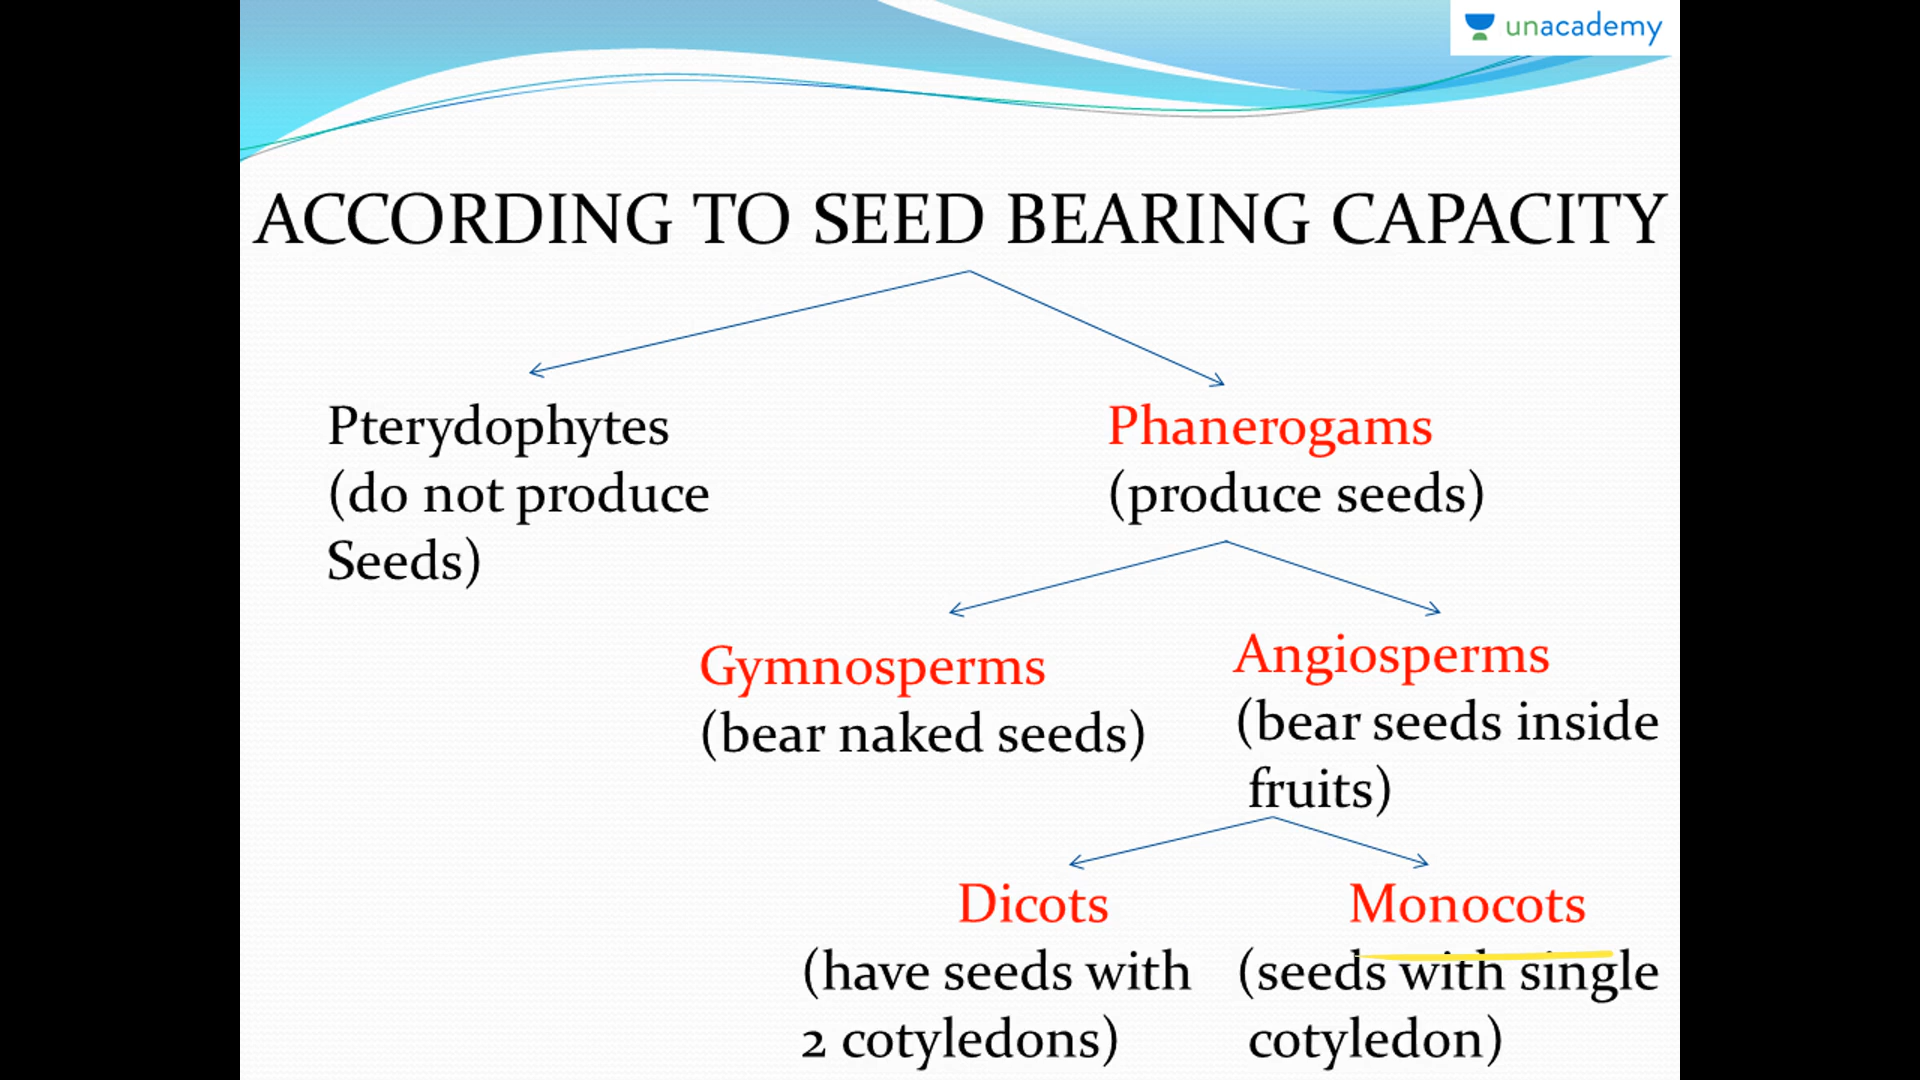 unacademy
ACCORDING TO SEED BEARING CAPACITY
Pterydophytes
(do not produce
Seeds)
Phanerogams
(produce seeds)
Gymnosperms
(bear naked seeds)
Angiosperms
(bear seeds inside
fruits)
Dicots
(have seeds with
2 cotyledons)
Monocots
(seeds with single
cotyledon)